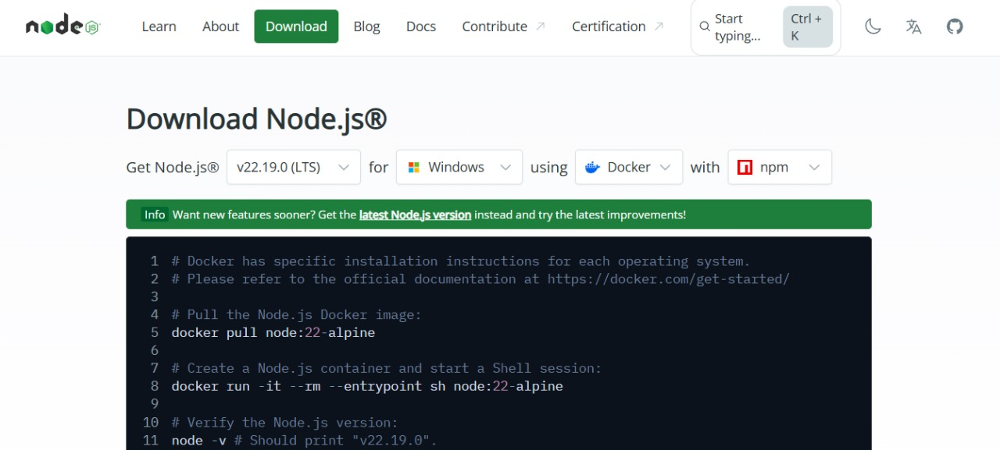 node JS
Learn About Download Blog Docs Contribute Certification Start typing... Ctrl + K
Download Node.js®
Get Node.js® v22.19.0 (LTS) for Windows using Docker with npm
Info Want new features sooner? Get the latest Node.js version instead and try the latest improvements!
1 # Docker has specific installation instructions for each operating system.
2 # Please refer to the official documentation at https://docker.com/get-started/
3
4 # Pull the Node.js Docker image:
5 docker pull node:22-alpine
6
7 # Create a Node.js container and start a Shell session:
8 docker run -it --rm --entrypoint sh node:22-alpine
9
10 # Verify the Node.js version:
11 node -v # Should print "v22.19.0".